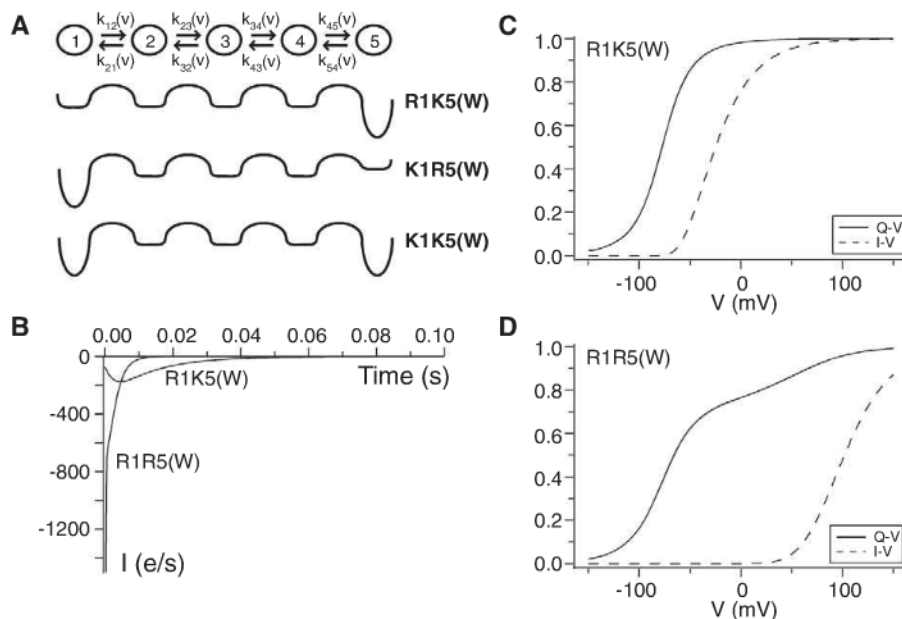 A
k12(v) k23(v) k34(v) k45(v)
1 2 3 4 5
k21(v) k32(v) k43(v) k54(v)
R1K5(W)
K1R5(W)
K1K5(W)
B
0.00 0.02 0.04 0.06 0.08 0.10
0
Time (s)
R1K5(W)
-400
R1R5(W)
-800
-1200
I (e/s)
C
R1K5(W)
1.0
0.8
0.6
0.4
0.2
0.0
Q-V
I-V
-100 0 100
V (mV)
D
R1R5(W)
1.0
0.8
0.6
0.4
0.2
0.0
Q-V
I-V
-100 0 100
V (mV)